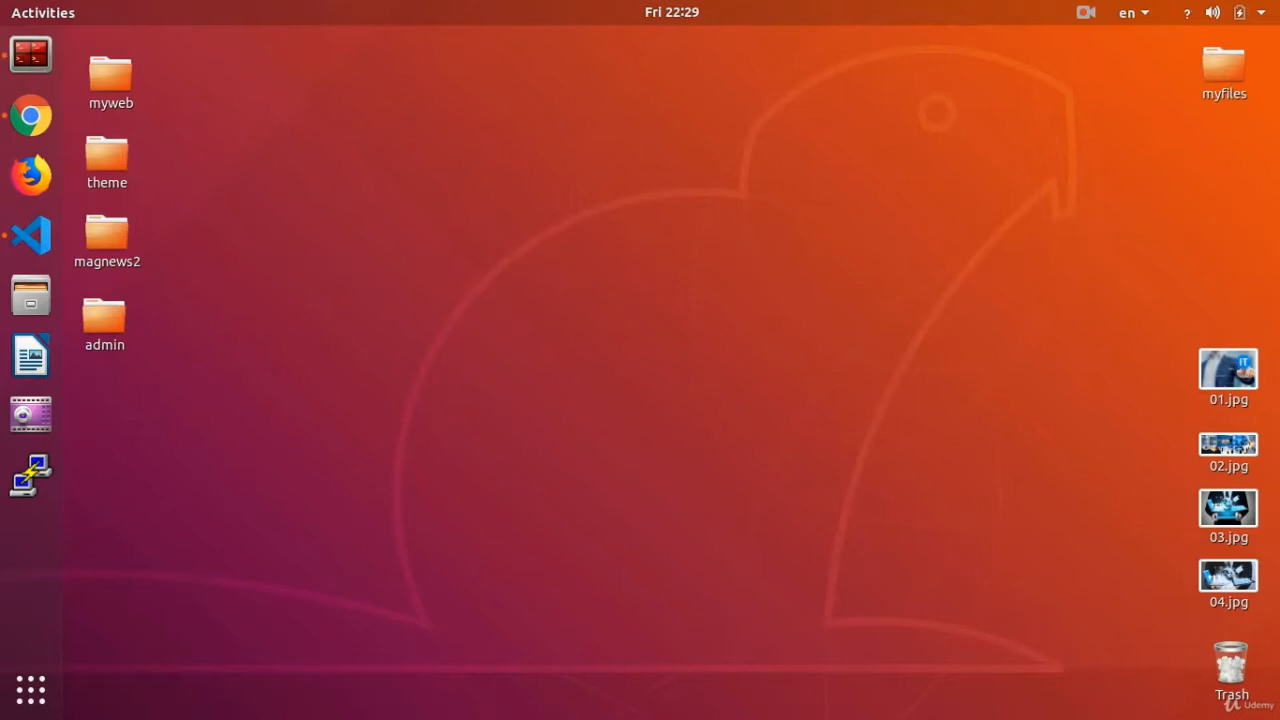 Activities
Fri 22:29
en
?
myweb
theme
magnews2
admin
myfiles
IT
01.jpg
02.jpg
03.jpg
04.jpg
Trash
Udemy